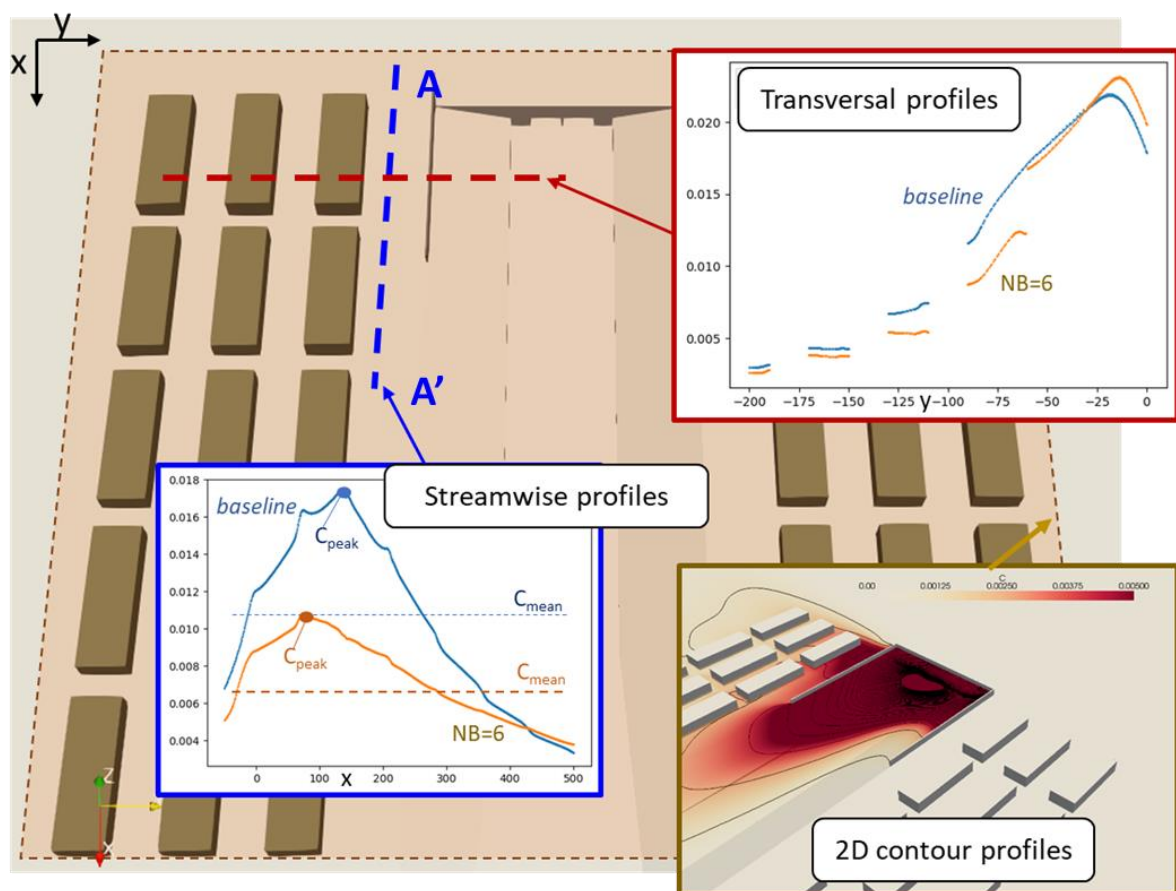 y
x
A
A'
Transversal profiles
0.020
0.015
0.010
0.005
baseline
NB=6
−200 −175 −150 −125 −100 −75 −50 −25 0
y
Streamwise profiles
0.018
0.016
0.014
0.012
0.010
0.008
0.006
0.004
baseline
Cpeak
Cmean
Cpeak
Cmean
NB=6
0 100 200 300 400 500
x
C
0.00 0.00125 0.00250 0.00375 0.00500
2D contour profiles
Z
X